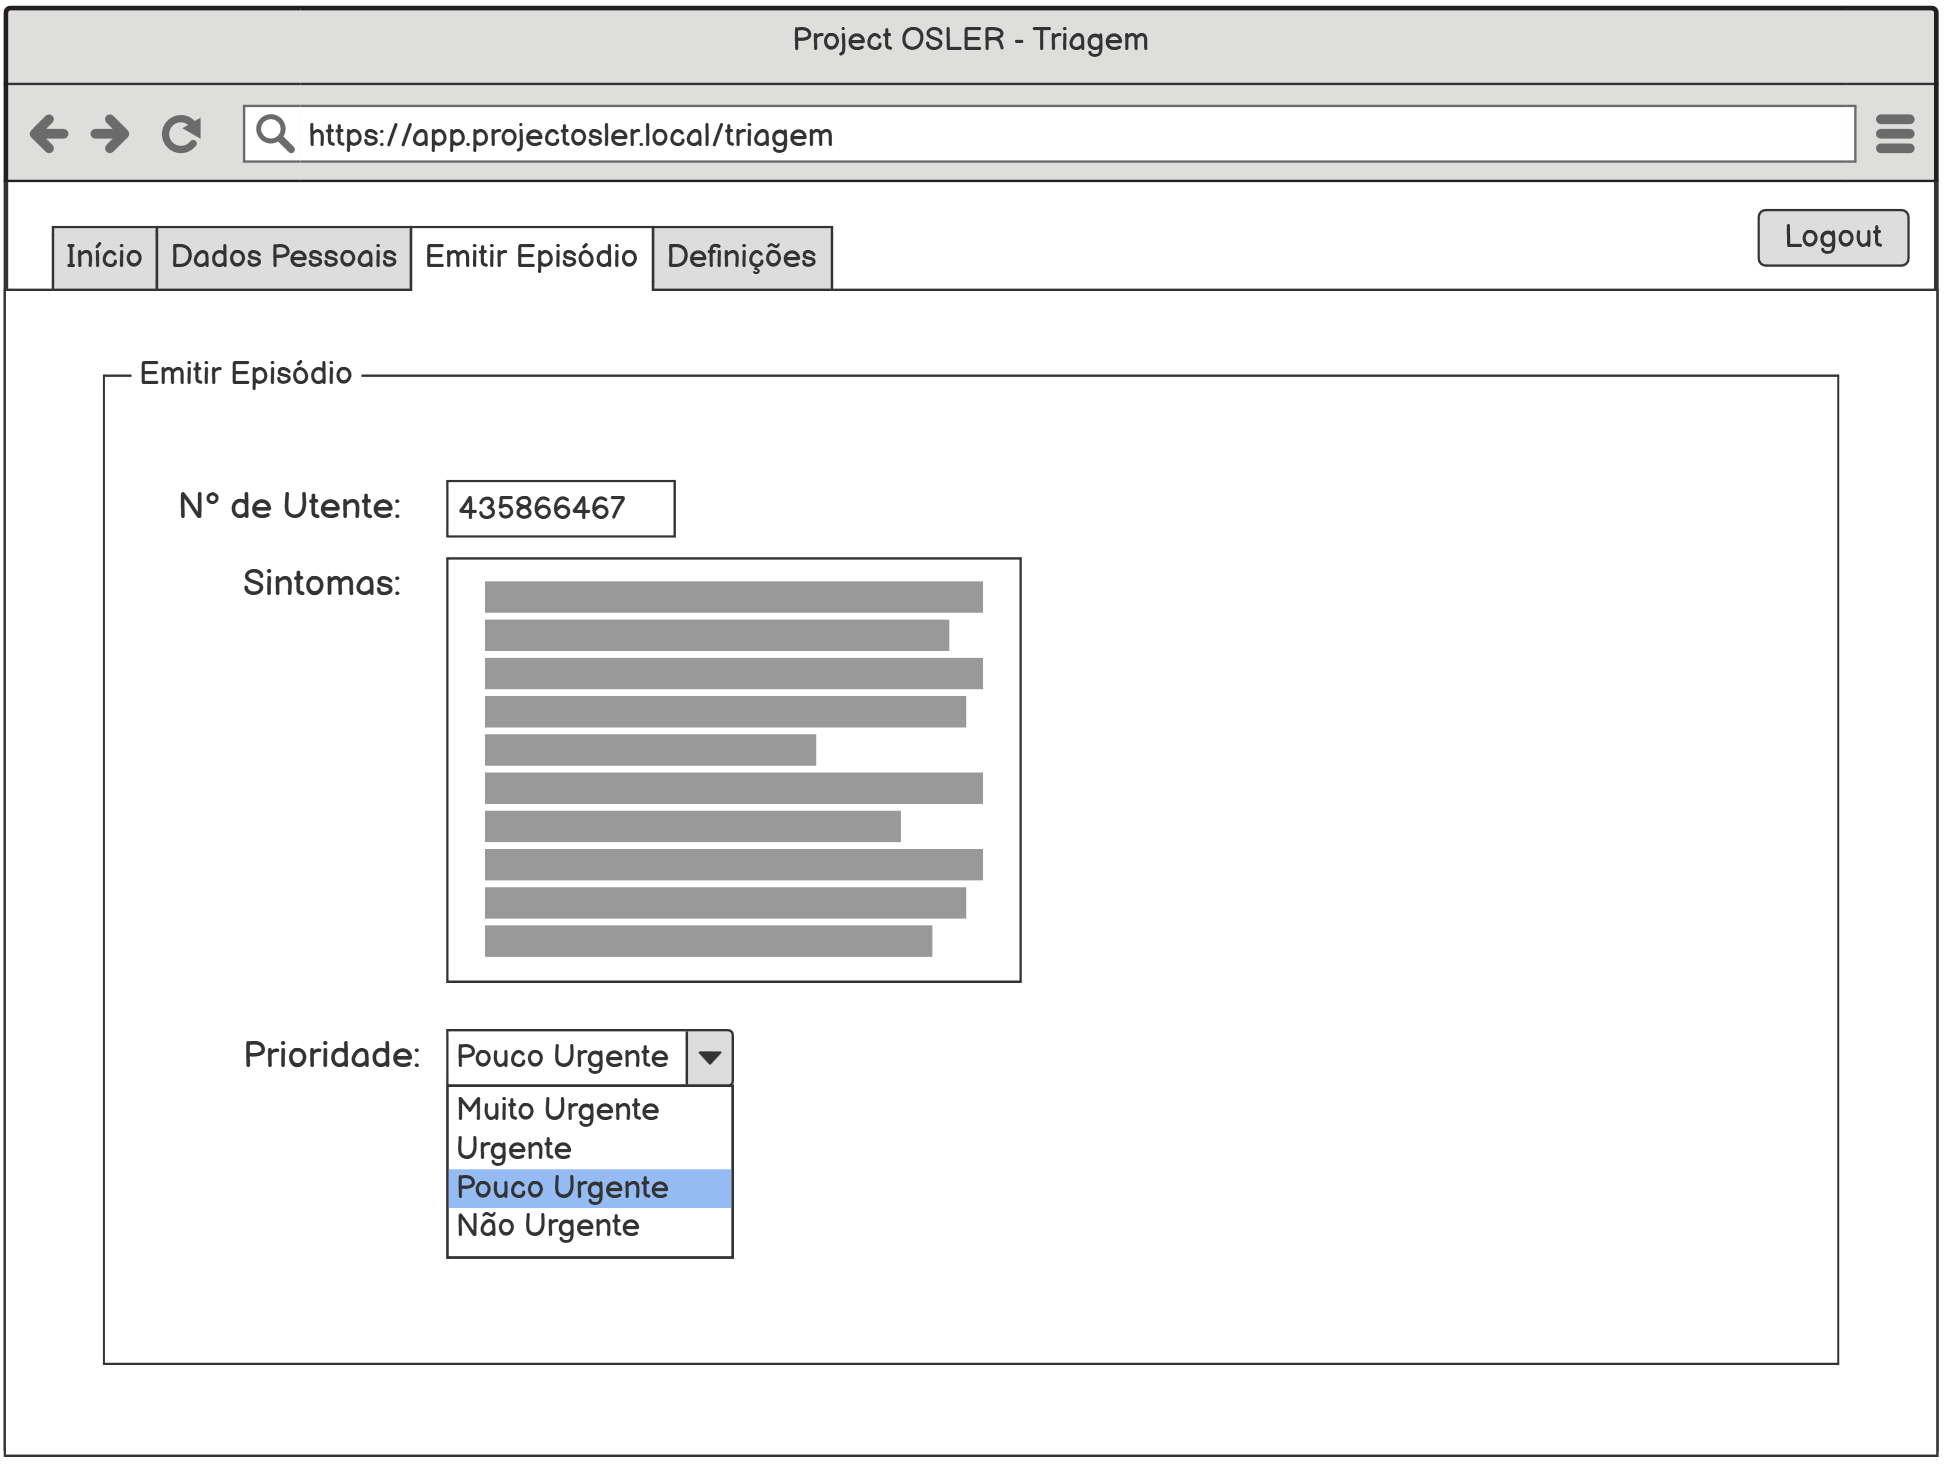 Project OSLER - Triagem
https://app.projectosler.local/triagem
Logout
Início Dados Pessoais Emitir Episódio Definições
Emitir Episódio
Nº de Utente: 435866467
Sintomas:
Prioridade: Pouco Urgente
Muito Urgente
Urgente
Pouco Urgente
Não Urgente